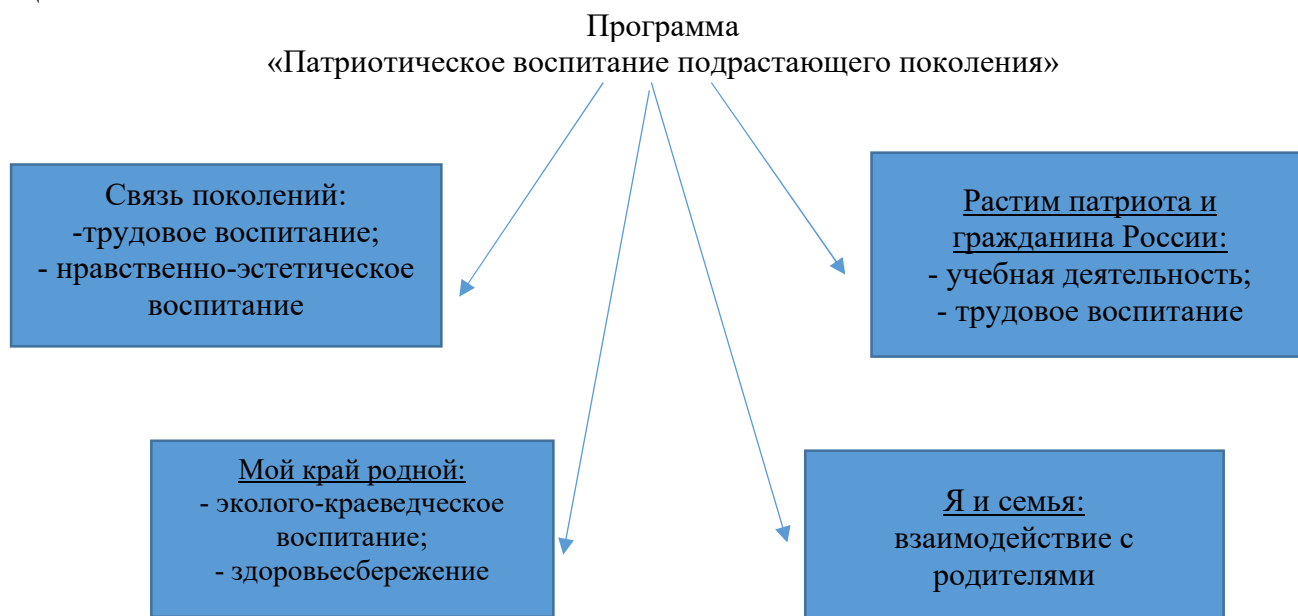 Программа
«Патриотическое воспитание подрастающего поколения»
Связь поколений:
-трудовое воспитание;
- нравственно-эстетическое
воспитание
Растим патриота и
гражданина России:
- учебная деятельность;
- трудовое воспитание
Мой край родной:
- эколого-краеведческое
воспитание;
- здоровьесбережение
Я и семья:
взаимодействие с
родителями